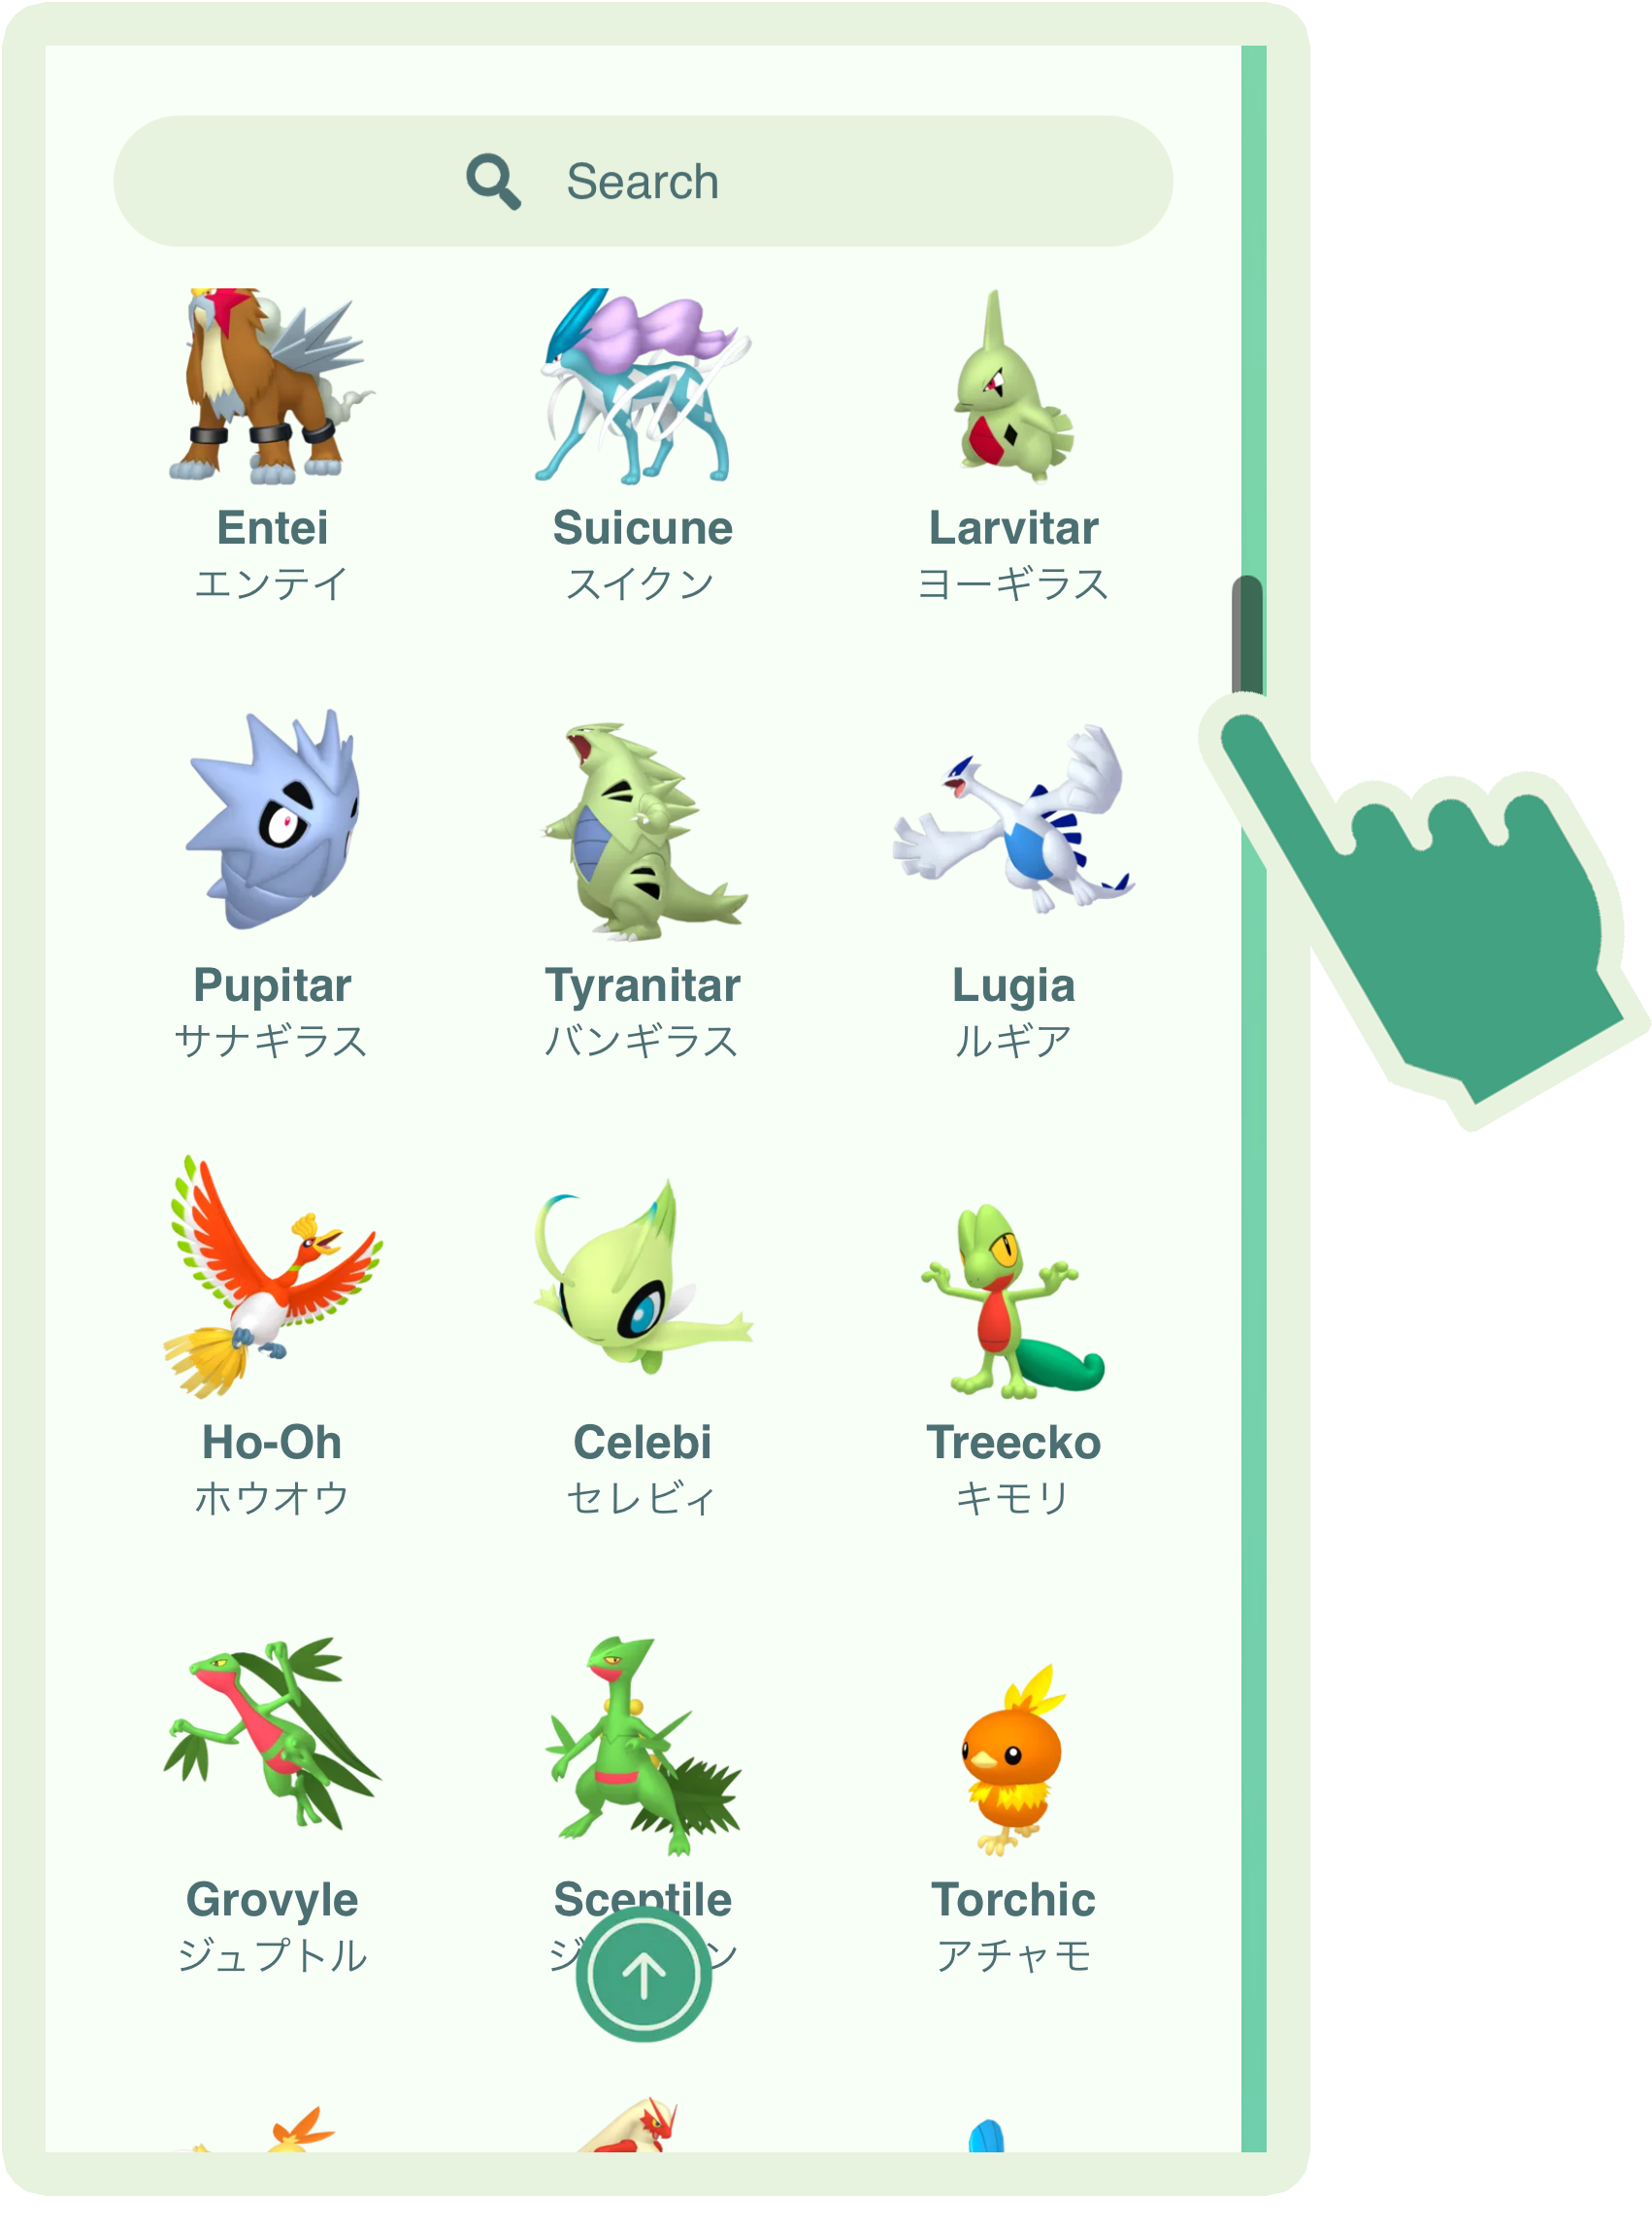 Search
Entei Suicune Larvitar
エンテイ スイクン ヨーギラス
Pupitar Tyranitar Lugia
サナギラス バンギラス ルギア
Ho-Oh Celebi Treecko
ホウオウ セレビィ キモリ
Grovyle Sceptile Torchic
ジュプトル アチャモ